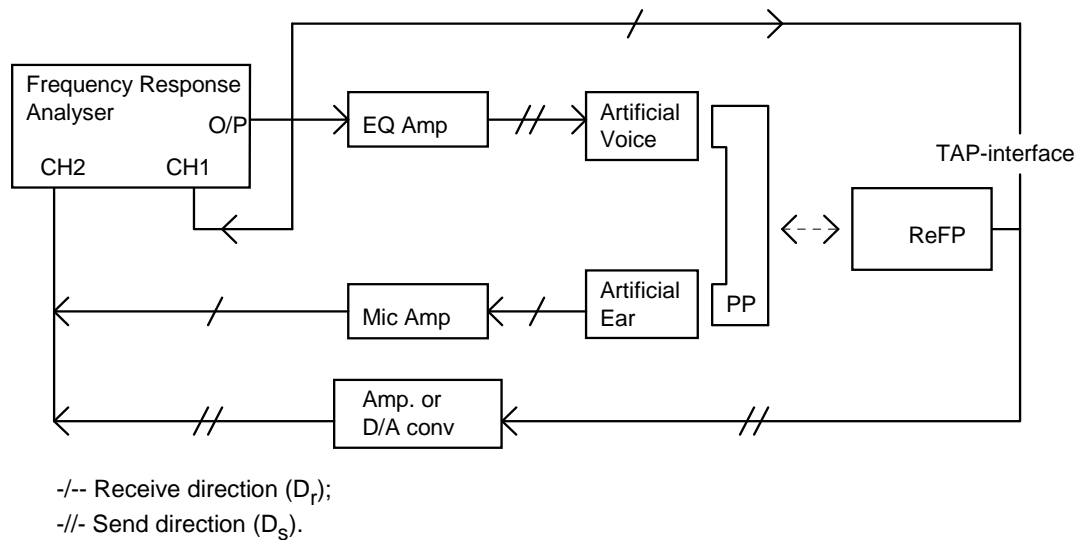 Frequency Response
Analyser
O/P
CH2
CH1
EQ Amp
Artificial
Voice
TAP-interface
ReFP
Mic Amp
Artificial
Ear
PP
Amp. or
D/A conv
-/-- Receive direction (Dr);
-//- Send direction (Ds).